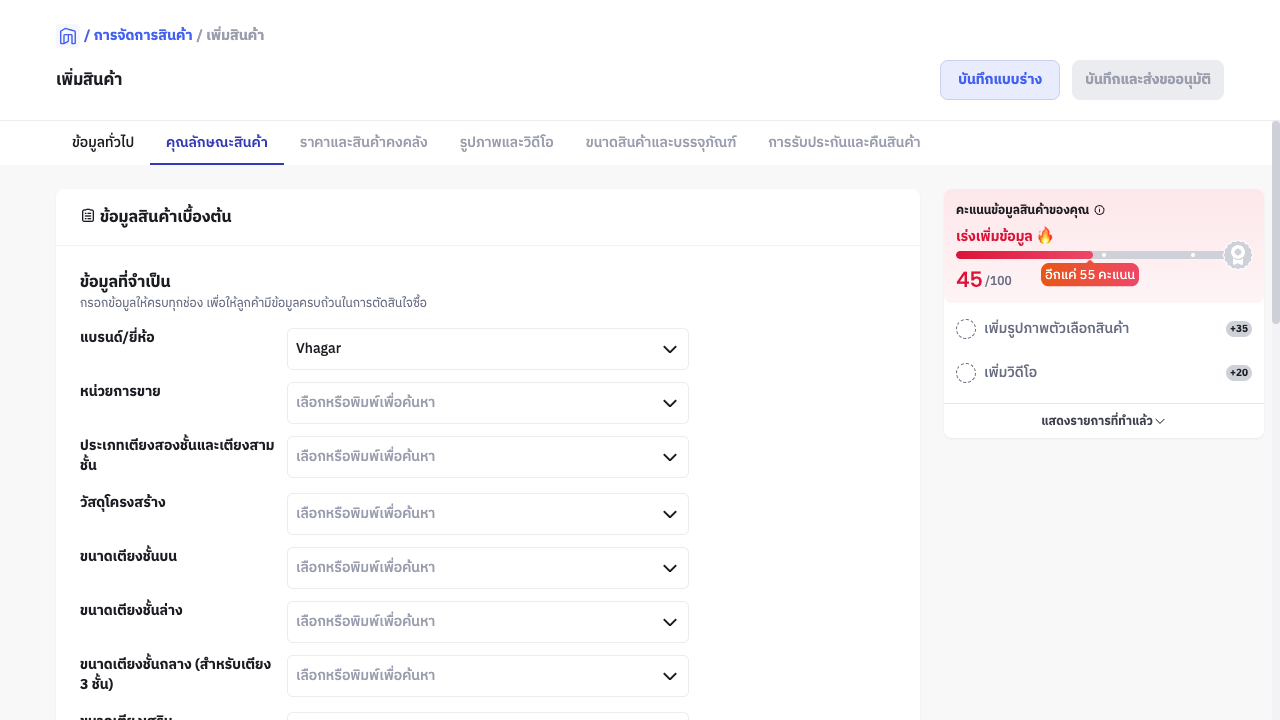 / การจัดการสินค้า / เพิ่มสินค้า
เพิ่มสินค้า
บันทึกแบบร่าง
บันทึกและส่งขออนุมัติ
ข้อมูลทั่วไป
คุณลักษณะสินค้า
ราคาและสินค้าคงคลัง
รูปภาพและวิดีโอ
ขนาดสินค้าและบรรจุภัณฑ์
การรับประกันและคืนสินค้า
ข้อมูลสินค้าเบื้องต้น
ข้อมูลที่จำเป็น
กรอกข้อมูลให้ครบทุกช่อง เพื่อให้ลูกค้ามีข้อมูลครบถ้วนในการตัดสินใจซื้อ
แบรนด์/ยี่ห้อ
Vhagar
หน่วยการขาย
เลือกหรือพิมพ์เพื่อค้นหา
ประเภทเตียงสองชั้นและเตียงสาม
ชั้น
เลือกหรือพิมพ์เพื่อค้นหา
วัสดุโครงสร้าง
เลือกหรือพิมพ์เพื่อค้นหา
ขนาดเตียงชั้นบน
เลือกหรือพิมพ์เพื่อค้นหา
ขนาดเตียงชั้นล่าง
เลือกหรือพิมพ์เพื่อค้นหา
ขนาดเตียงชั้นกลาง (สำหรับเตียง
3 ชั้น)
เลือกหรือพิมพ์เพื่อค้นหา
ขนาดเตียงเสริม
คะแนนข้อมูลสินค้าของคุณ
เร่งเพิ่มข้อมูล 🔥
45/100
อีกแค่ 55 คะแนน
เพิ่มรูปภาพตัวเลือกสินค้า
+35
เพิ่มวิดีโอ
+20
แสดงรายการที่ทำแล้ว